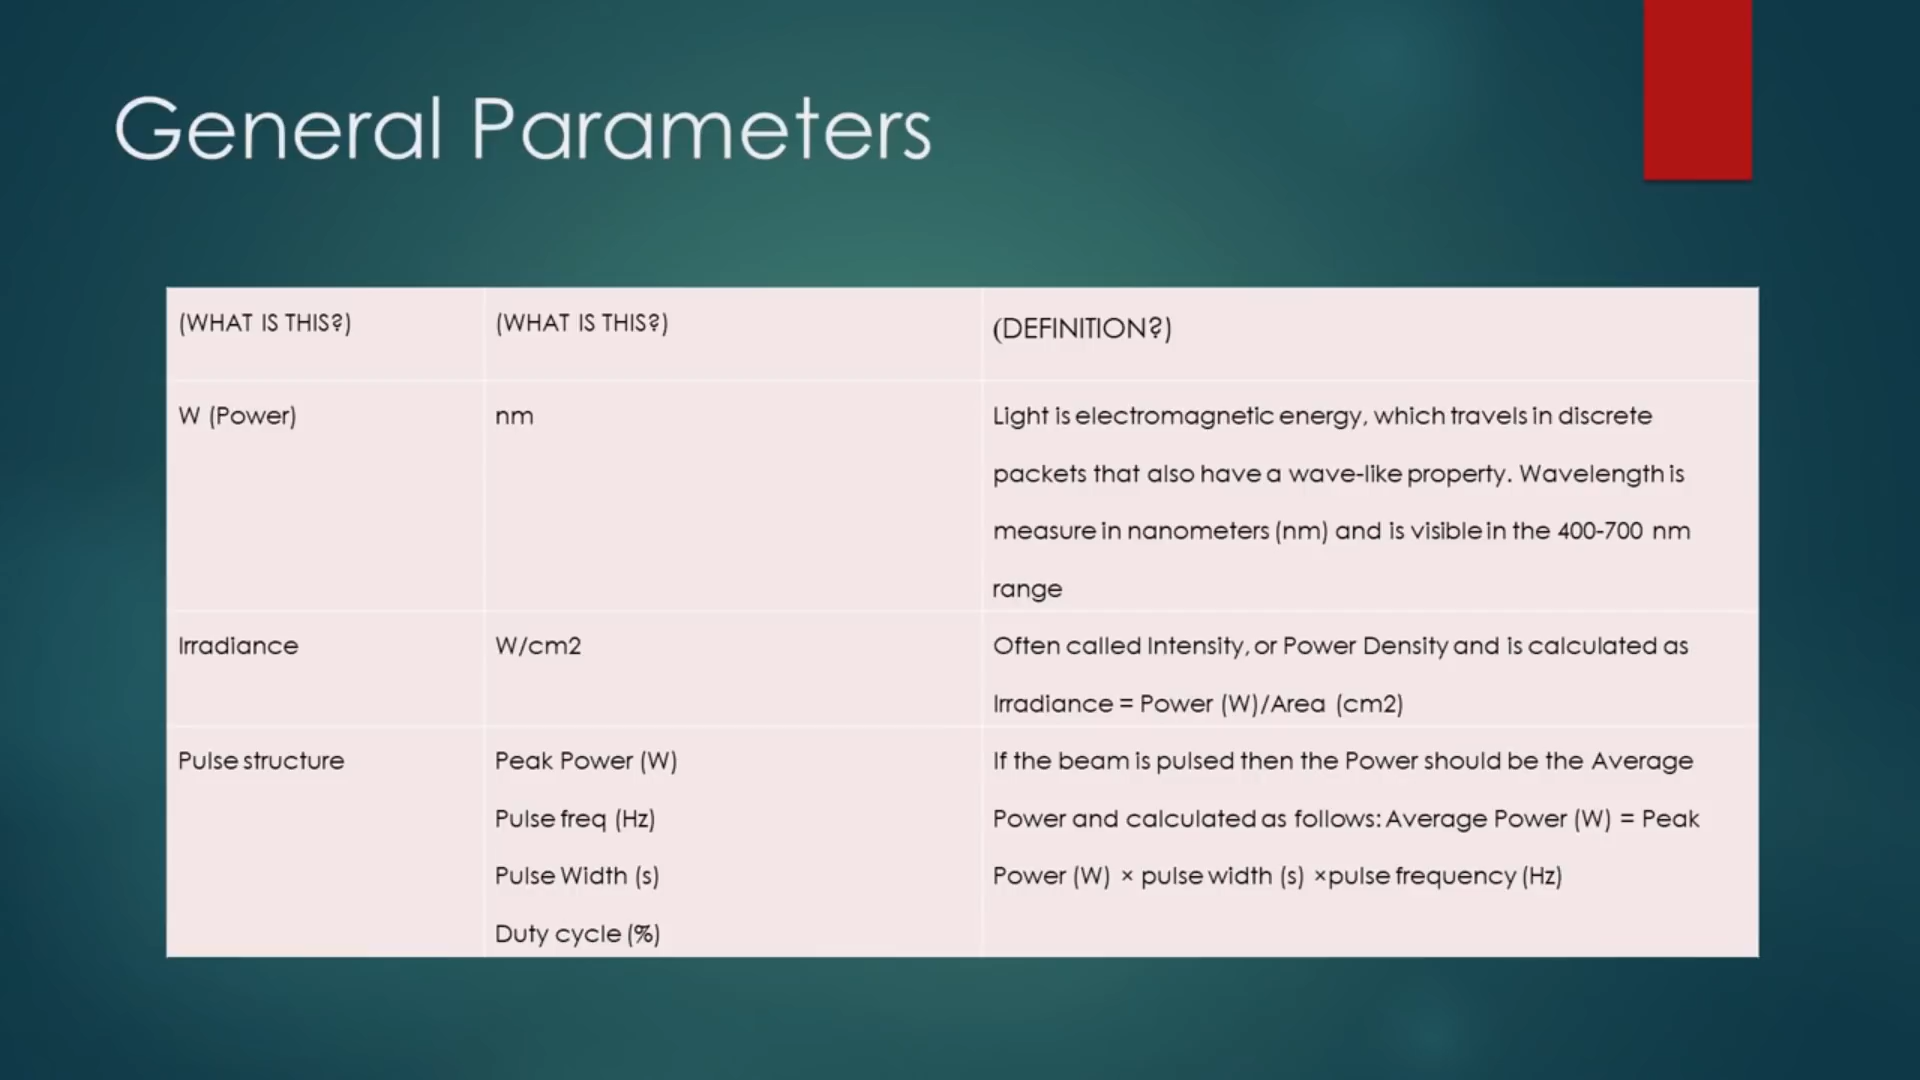 General Parameters
(WHAT IS THIS?) (WHAT IS THIS?) (DEFINITION?)
W (Power) nm Light is electromagnetic energy, which travels in discrete
packets that also have a wave-like property. Wavelength is
measure in nanometers (nm) and is visible in the 400-700 nm
range
Irradiance W/cm2 Often called Intensity, or Power Density and is calculated as
Irradiance = Power (W)/Area (cm2)
Pulse structure Peak Power (W) If the beam is pulsed then the Power should be the Average
Pulse freq (Hz) Power and calculated as follows: Average Power (W) = Peak
Pulse Width (s) Power (W) × pulse width (s) ×pulse frequency (Hz)
Duty cycle (%)